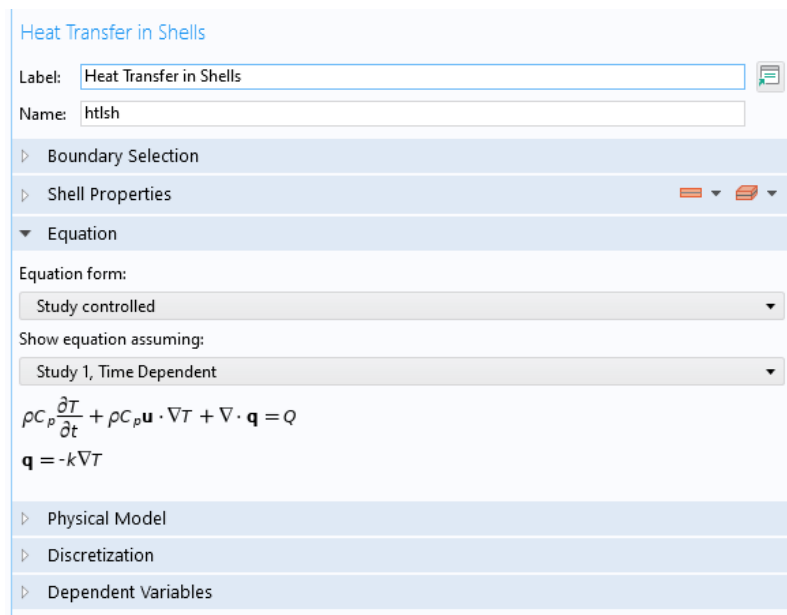 Heat Transfer in Shells
Label: Heat Transfer in Shells
Name: htlsh
Boundary Selection
Shell Properties
Equation
Equation form:
Study controlled
Show equation assuming:
Study 1, Time Dependent
ρC_p ∂T/∂t + ρC_p **u** · ∇T + ∇ · **q** = Q
**q** = -k∇T
Physical Model
Discretization
Dependent Variables